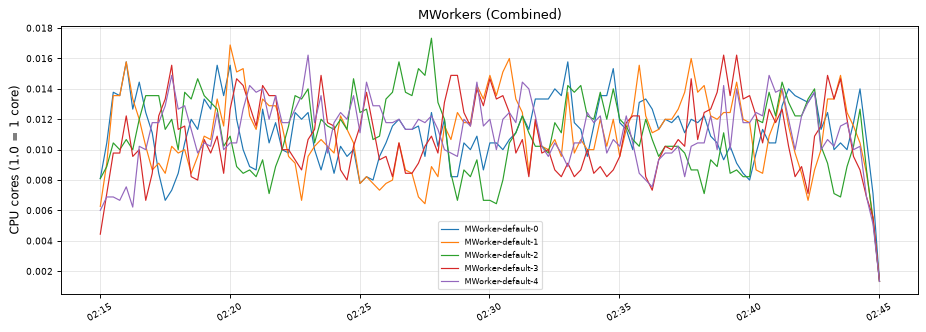 MWorkers (Combined)
CPU cores (1.0 = 1 core)
0.018
0.016
0.014
0.012
0.010
0.008
0.006
0.004
0.002
MWorker-default-0
MWorker-default-1
MWorker-default-2
MWorker-default-3
MWorker-default-4
02:15
02:20
02:25
02:30
02:35
02:40
02:45